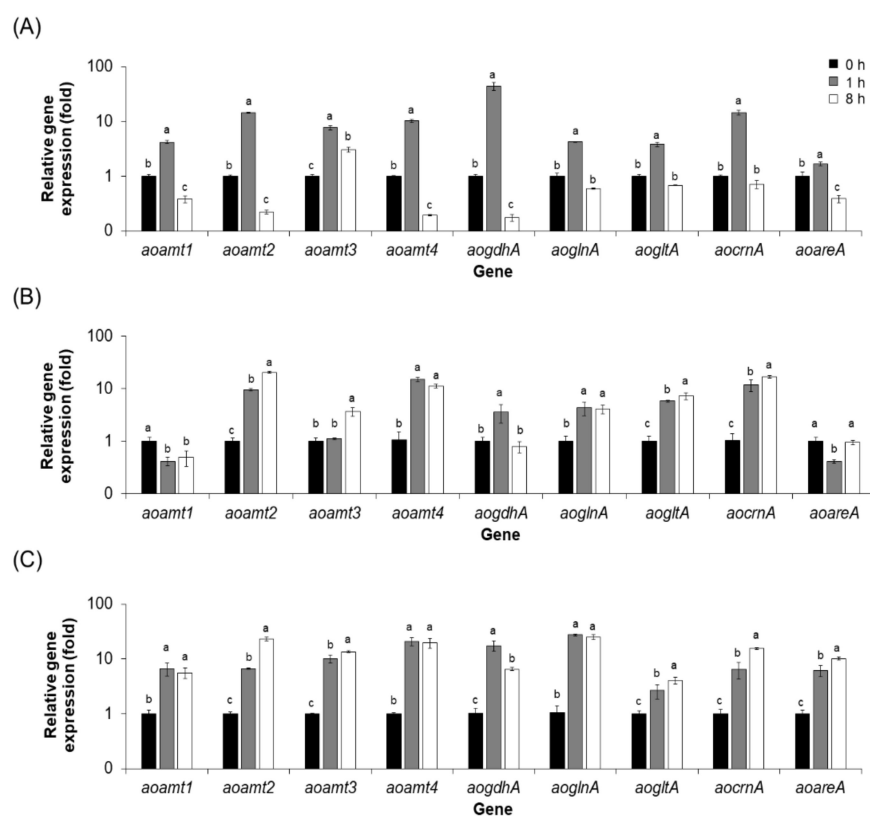 (A)
Relative gene
expression (fold)
100
10
1
0
b a c b a c c a b b a c b a c b a b b a b b a b b a c
0 h
1 h
8 h
aoamt1 aoamt2 aoamt3 aoamt4 aogdhA aoglnA aogltA aocrnA aoareA
Gene
(B)
Relative gene
expression (fold)
100
10
1
0
a b b c b a b b a b a a b a b b a a c b a c b a a b a
aoamt1 aoamt2 aoamt3 aoamt4 aogdhA aoglnA aogltA aocrnA aoareA
Gene
(C)
Relative gene
expression (fold)
100
10
1
0
b a a c b a c b a b a a c a b b a a c b a c b a c b a
aoamt1 aoamt2 aoamt3 aoamt4 aogdhA aoglnA aogltA aocrnA aoareA
Gene